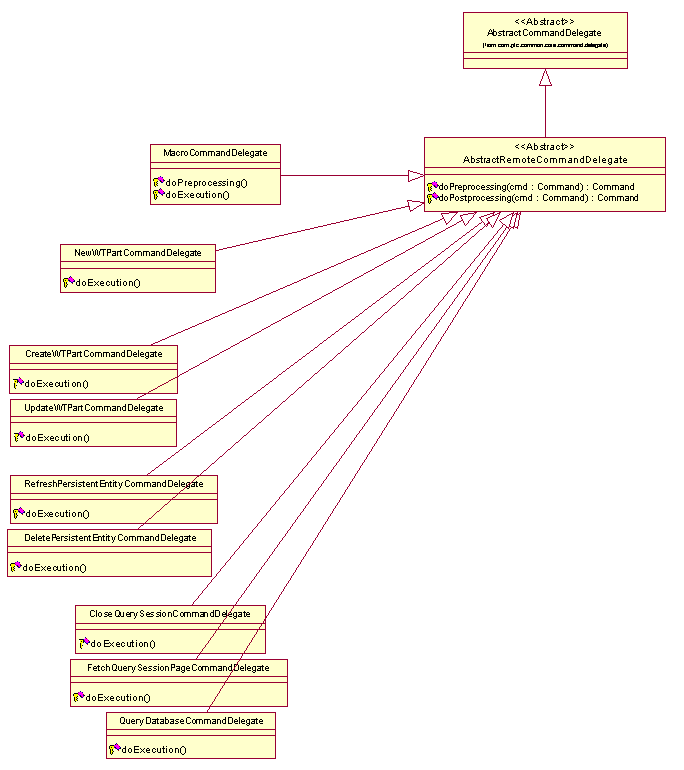 <<Abstract>>
AbstractCommandDelegate
(from com.ptc.common.core.command.delegate)
<<Abstract>>
AbstractRemoteCommandDelegate
doPreprocessing(cmd : Command) : Command
doPostprocessing(cmd : Command) : Command
MacroCommandDelegate
doPreprocessing()
doExecution()
NewWTPartCommandDelegate
doExecution()
CreateWTPartCommandDelegate
doExecution()
UpdateWTPartCommandDelegate
doExecution()
RefreshPersistentEntityCommandDelegate
doExecution()
DeletePersistentEntityCommandDelegate
doExecution()
CloseQuerySessionCommandDelegate
doExecution()
FetchQuerySessionPageCommandDelegate
doExecution()
QueryDatabaseCommandDelegate
doExecution()